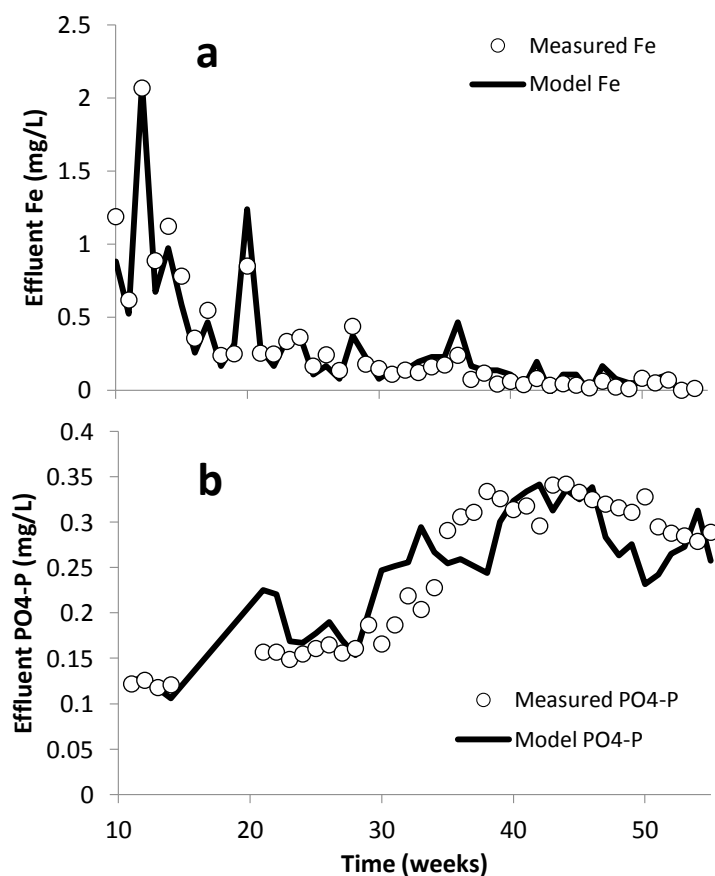 2.5
a
Measured Fe
Model Fe
2
1.5
1
0.5
0
Effluent Fe (mg/L)
0.4
b
0.35
0.3
0.25
0.2
0.15
0.1
0.05
0
Effluent PO4-P (mg/L)
Measured PO4-P
Model PO4-P
10 20 30 40 50
Time (weeks)